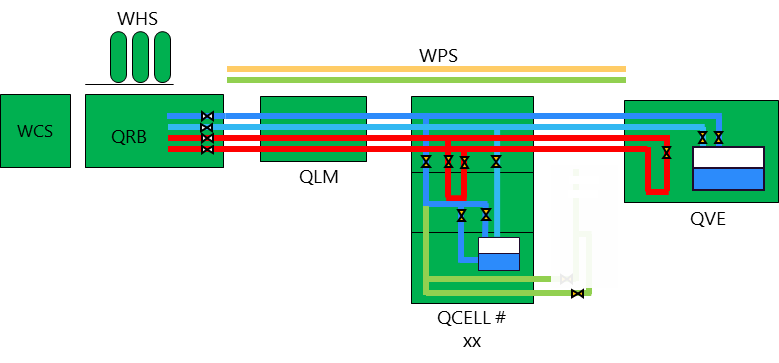 WHS
WPS
WCS
QRB
QLM
QVE
QCELL #
xx